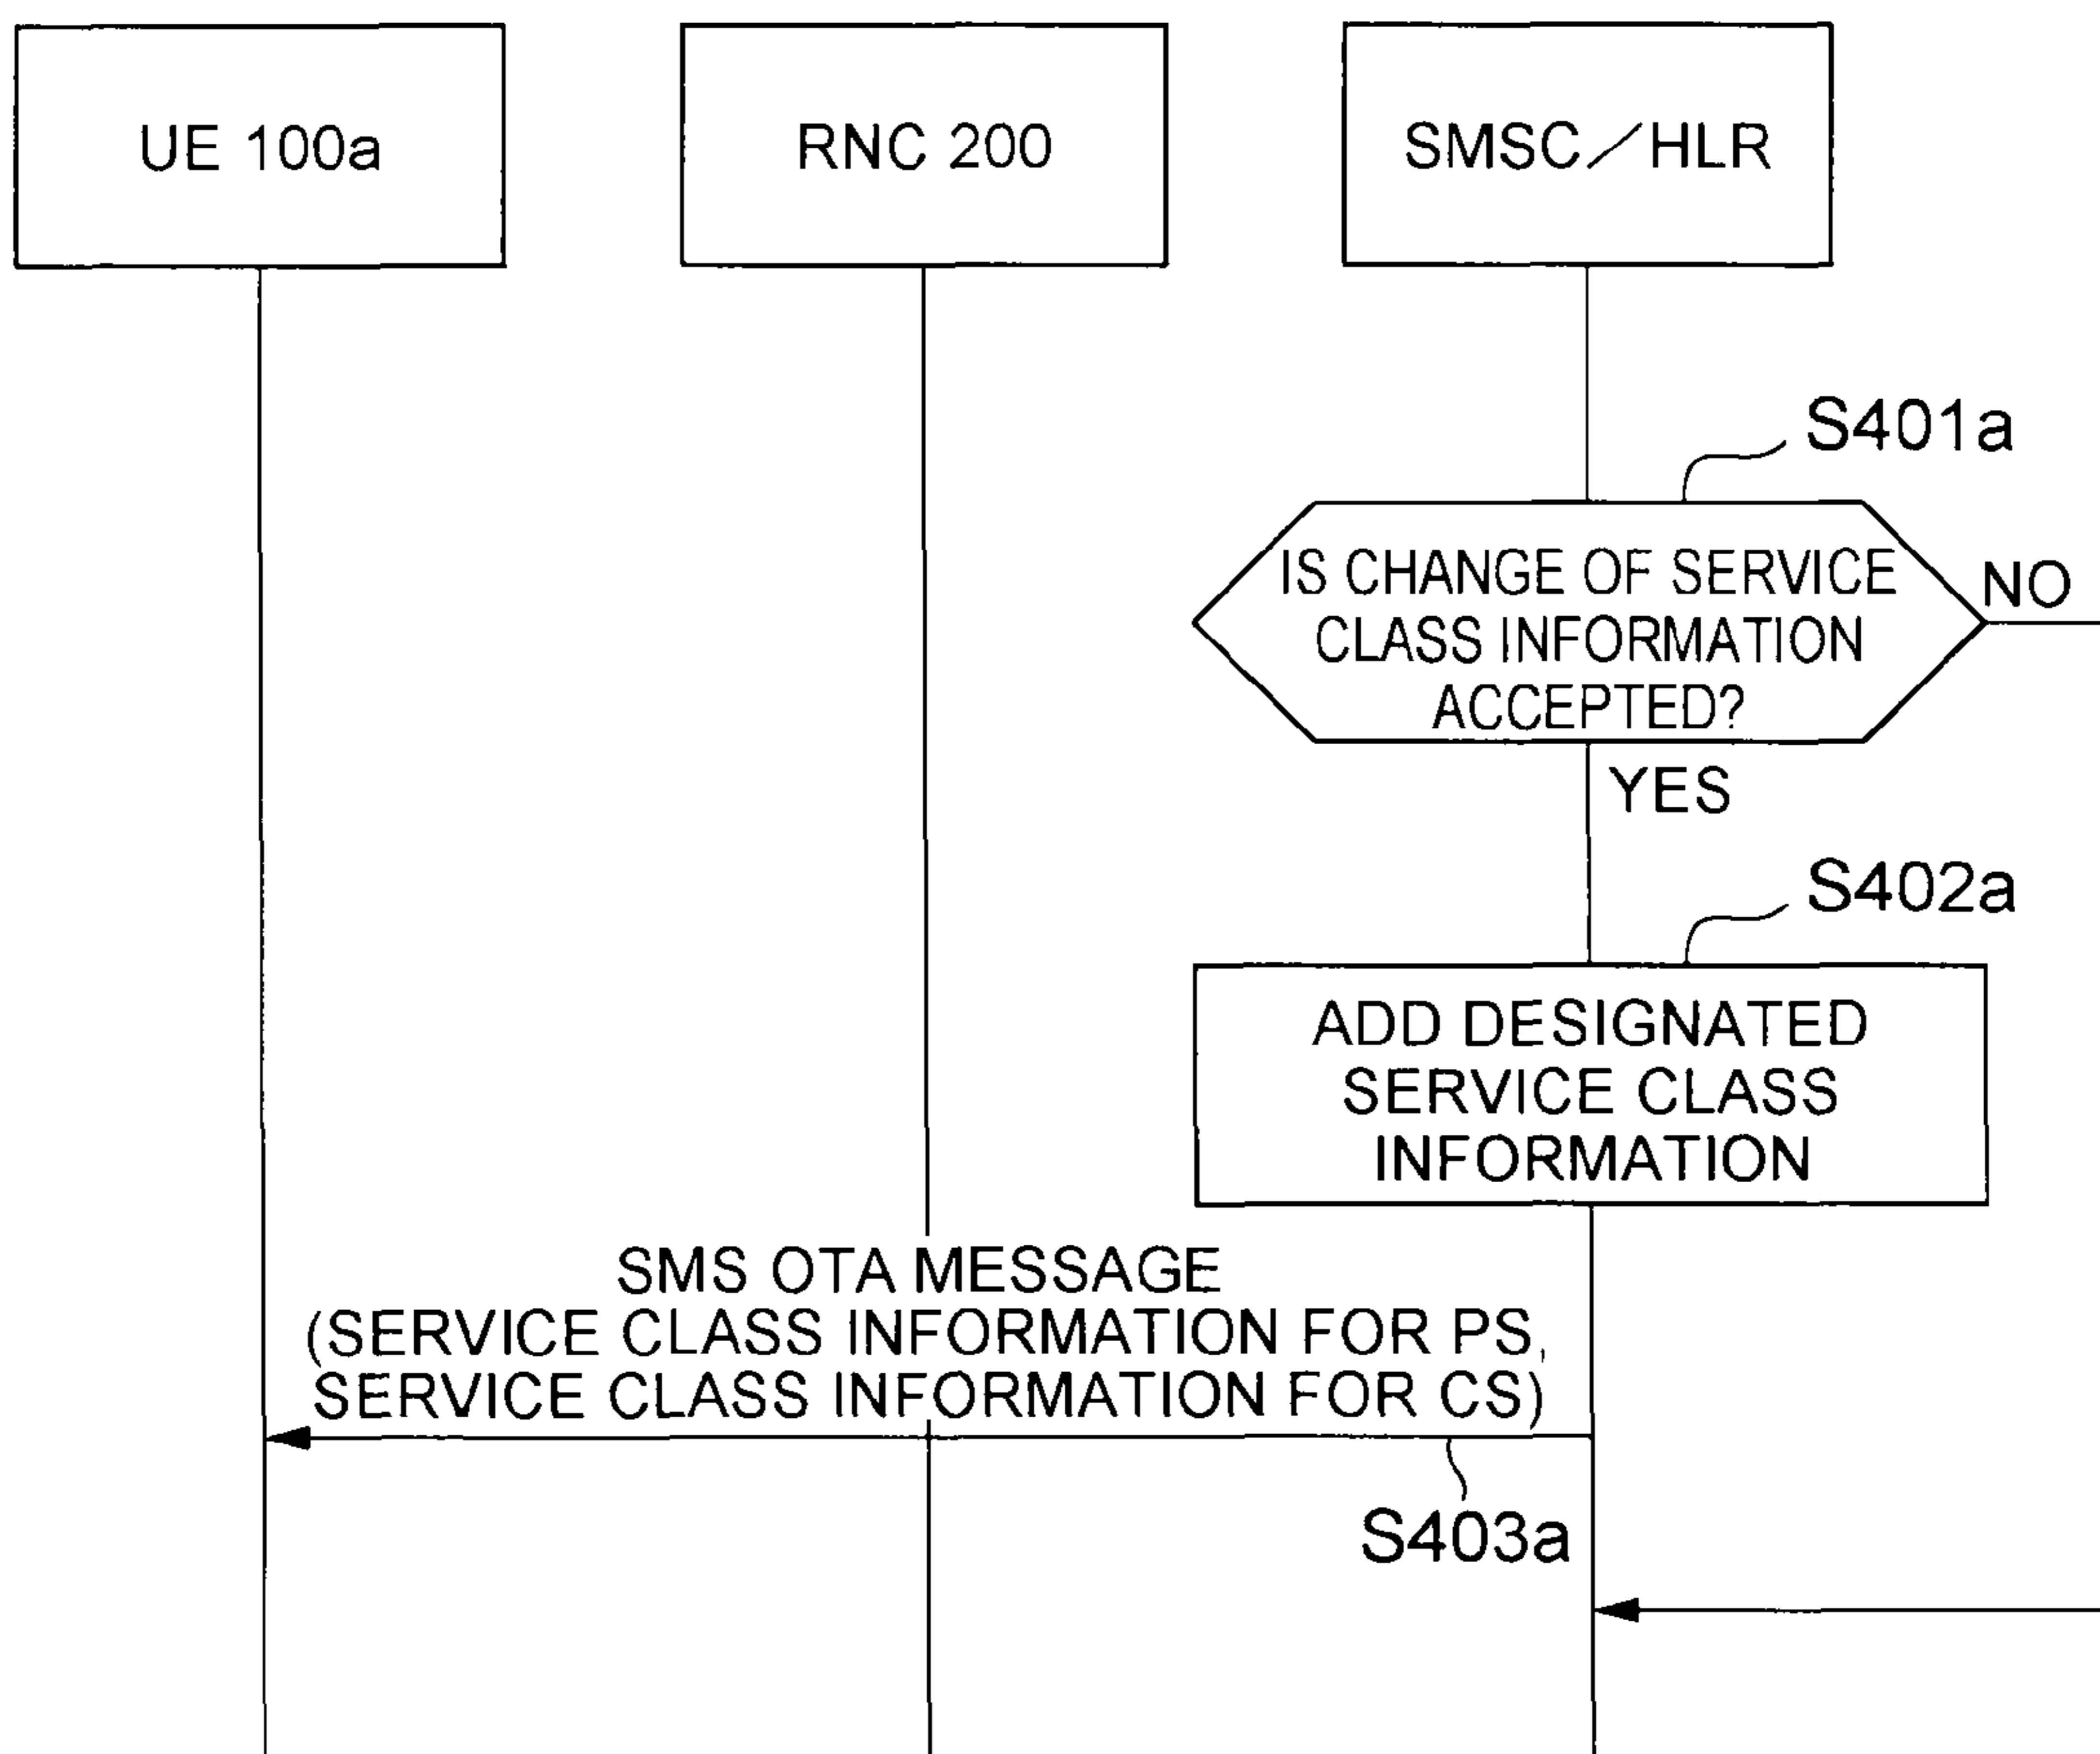 UE 100a
RNC 200
SMSC/HLR
S401a
IS CHANGE OF SERVICE
CLASS INFORMATION
ACCEPTED?
NO
YES
S402a
ADD DESIGNATED
SERVICE CLASS
INFORMATION
SMS OTA MESSAGE
(SERVICE CLASS INFORMATION FOR PS,
SERVICE CLASS INFORMATION FOR CS)
S403a